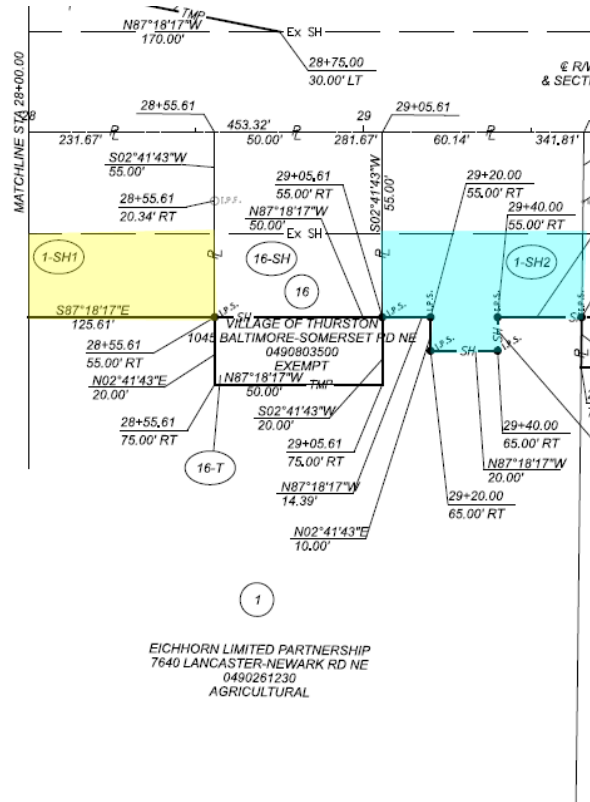 TMP
N87°18'17"W
170.00'
Ex SH
28+75.00
30.00' LT
℄ R/W
& SECTI
MATCHLINE STA 28+00.00
28
28+55.61
29
29+05.61
231.67'
PL
453.32'
50.00'
PL
281.67'
60.14'
PL
341.81'
S02°41'43"W
55.00'
28+55.61
20.34' RT
I.P.S.
29+05.61
55.00' RT
N87°18'17"W
50.00'
S02°41'43"W
55.00'
29+20.00
55.00' RT
29+40.00
55.00' RT
Ex SH
1-SH1
PL
16-SH
PL
1-SH2
16
S87°18'17"E
125.61'
SH
I.P.S.
I.P.S.
I.P.S.
I.P.S.
I.P.S.
S
VILLAGE OF THURSTON
1045 BALTIMORE-SOMERSET RD NE
0490803500
EXEMPT
28+55.61
55.00' RT
I.P.S.
SH
SH
I.P.S.
PL
N02°41'43"E
20.00'
N87°18'17"W
50.00'
TMP
28+55.61
75.00' RT
S02°41'43"W
20.00'
29+05.61
75.00' RT
29+40.00
65.00' RT
16-T
N87°18'17"W
14.39'
N87°18'17"W
20.00'
29+20.00
65.00' RT
N02°41'43"E
10.00'
1
EICHHORN LIMITED PARTNERSHIP
7640 LANCASTER-NEWARK RD NE
0490261230
AGRICULTURAL